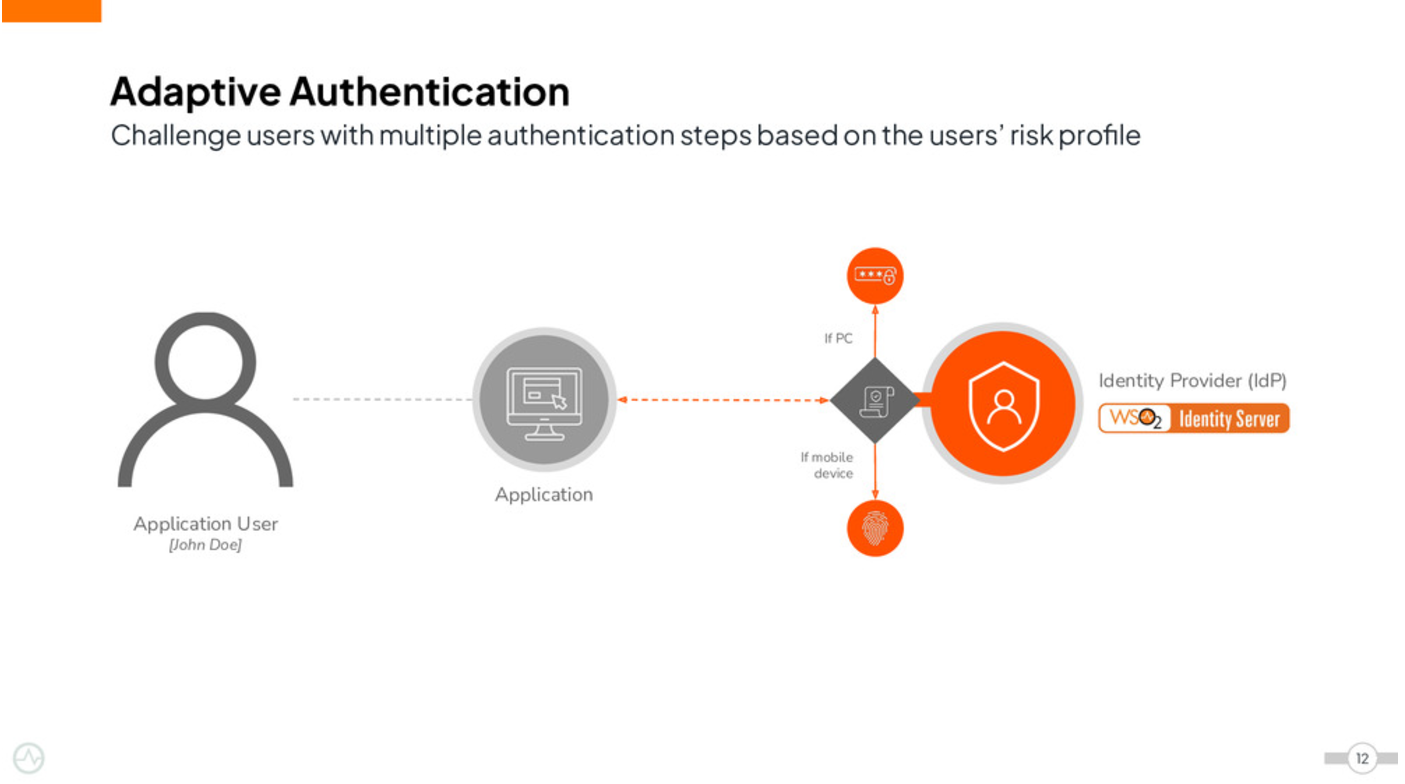 Adaptive Authentication
Challenge users with multiple authentication steps based on the users’ risk profile
If PC
Identity Provider (IdP)
WSO2 Identity Server
If mobile
device
Application
Application User
[John Doe]
12